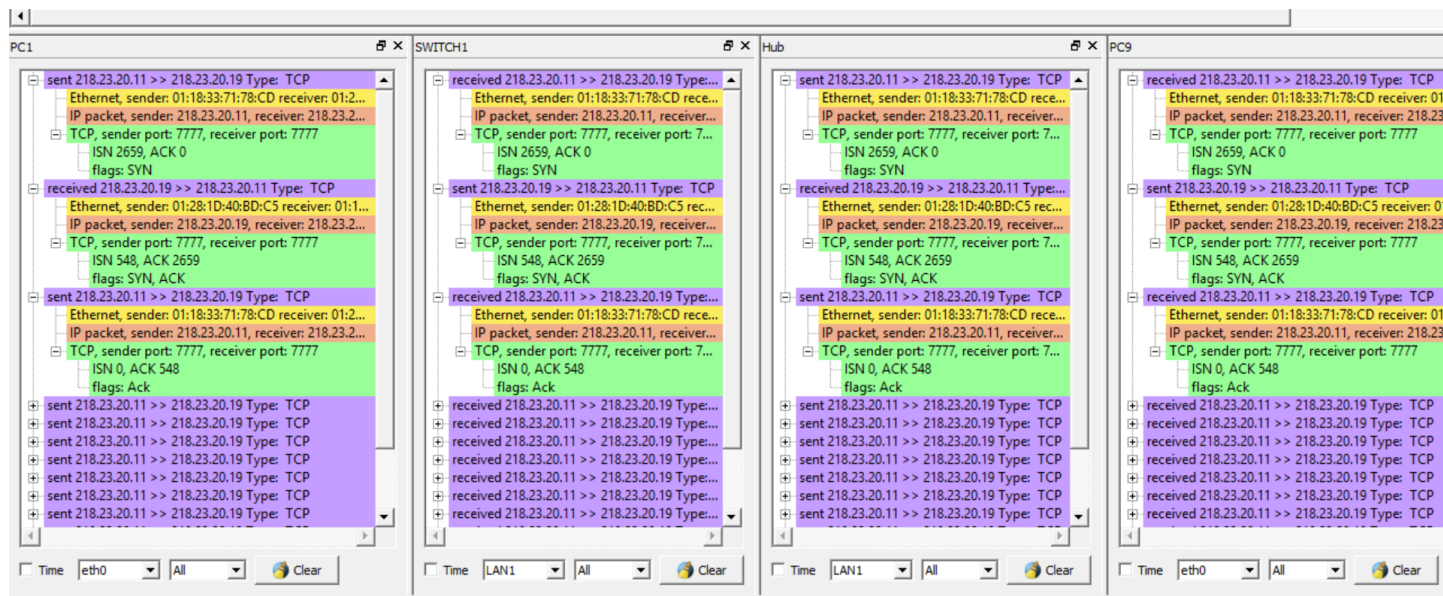 PC1
sent 218.23.20.11 >> 218.23.20.19 Type: TCP
Ethernet, sender: 01:18:33:71:78:CD receiver: 01:2...
IP packet, sender: 218.23.20.11, receiver: 218.23.2...
TCP, sender port: 7777, receiver port: 7777
ISN 2659, ACK 0
flags: SYN
received 218.23.20.19 >> 218.23.20.11 Type: TCP
Ethernet, sender: 01:28:1D:40:BD:C5 receiver: 01:1...
IP packet, sender: 218.23.20.19, receiver: 218.23.2...
TCP, sender port: 7777, receiver port: 7777
ISN 548, ACK 2659
flags: SYN, ACK
sent 218.23.20.11 >> 218.23.20.19 Type: TCP
Ethernet, sender: 01:18:33:71:78:CD receiver: 01:2...
IP packet, sender: 218.23.20.11, receiver: 218.23.2...
TCP, sender port: 7777, receiver port: 7777
ISN 0, ACK 548
flags: Ack
sent 218.23.20.11 >> 218.23.20.19 Type: TCP
sent 218.23.20.11 >> 218.23.20.19 Type: TCP
sent 218.23.20.11 >> 218.23.20.19 Type: TCP
sent 218.23.20.11 >> 218.23.20.19 Type: TCP
sent 218.23.20.11 >> 218.23.20.19 Type: TCP
sent 218.23.20.11 >> 218.23.20.19 Type: TCP
sent 218.23.20.11 >> 218.23.20.19 Type: TCP
Time eth0 All Clear
SWITCH1
received 218.23.20.11 >> 218.23.20.19 Type:...
Ethernet, sender: 01:18:33:71:78:CD rece...
IP packet, sender: 218.23.20.11, receiver...
TCP, sender port: 7777, receiver port: 7...
ISN 2659, ACK 0
flags: SYN
sent 218.23.20.19 >> 218.23.20.11 Type: TCP
Ethernet, sender: 01:28:1D:40:BD:C5 rec...
IP packet, sender: 218.23.20.19, receiver...
TCP, sender port: 7777, receiver port: 7...
ISN 548, ACK 2659
flags: SYN, ACK
received 218.23.20.11 >> 218.23.20.19 Type:...
Ethernet, sender: 01:18:33:71:78:CD rece...
IP packet, sender: 218.23.20.11, receiver...
TCP, sender port: 7777, receiver port: 7...
ISN 0, ACK 548
flags: Ack
received 218.23.20.11 >> 218.23.20.19 Type:...
received 218.23.20.11 >> 218.23.20.19 Type:...
received 218.23.20.11 >> 218.23.20.19 Type:...
received 218.23.20.11 >> 218.23.20.19 Type:...
received 218.23.20.11 >> 218.23.20.19 Type:...
received 218.23.20.11 >> 218.23.20.19 Type:...
received 218.23.20.11 >> 218.23.20.19 Type:...
Time LAN1 All Clear
Hub
sent 218.23.20.11 >> 218.23.20.19 Type: TCP
Ethernet, sender: 01:18:33:71:78:CD rece...
IP packet, sender: 218.23.20.11, receiver...
TCP, sender port: 7777, receiver port: 7...
ISN 2659, ACK 0
flags: SYN
received 218.23.20.19 >> 218.23.20.11 Type:...
Ethernet, sender: 01:28:1D:40:BD:C5 rec...
IP packet, sender: 218.23.20.19, receiver...
TCP, sender port: 7777, receiver port: 7...
ISN 548, ACK 2659
flags: SYN, ACK
sent 218.23.20.11 >> 218.23.20.19 Type: TCP
Ethernet, sender: 01:18:33:71:78:CD rece...
IP packet, sender: 218.23.20.11, receiver...
TCP, sender port: 7777, receiver port: 7...
ISN 0, ACK 548
flags: Ack
sent 218.23.20.11 >> 218.23.20.19 Type: TCP
sent 218.23.20.11 >> 218.23.20.19 Type: TCP
sent 218.23.20.11 >> 218.23.20.19 Type: TCP
sent 218.23.20.11 >> 218.23.20.19 Type: TCP
sent 218.23.20.11 >> 218.23.20.19 Type: TCP
sent 218.23.20.11 >> 218.23.20.19 Type: TCP
sent 218.23.20.11 >> 218.23.20.19 Type: TCP
Time LAN1 All Clear
PC9
received 218.23.20.11 >> 218.23.20.19 Type: TCP
Ethernet, sender: 01:18:33:71:78:CD receiver: 01
IP packet, sender: 218.23.20.11, receiver: 218.23
TCP, sender port: 7777, receiver port: 7777
ISN 2659, ACK 0
flags: SYN
sent 218.23.20.19 >> 218.23.20.11 Type: TCP
Ethernet, sender: 01:28:1D:40:BD:C5 receiver: 0
IP packet, sender: 218.23.20.19, receiver: 218.23
TCP, sender port: 7777, receiver port: 7777
ISN 548, ACK 2659
flags: SYN, ACK
received 218.23.20.11 >> 218.23.20.19 Type: TCP
Ethernet, sender: 01:18:33:71:78:CD receiver: 01
IP packet, sender: 218.23.20.11, receiver: 218.23
TCP, sender port: 7777, receiver port: 7777
ISN 0, ACK 548
flags: Ack
received 218.23.20.11 >> 218.23.20.19 Type: TCP
received 218.23.20.11 >> 218.23.20.19 Type: TCP
received 218.23.20.11 >> 218.23.20.19 Type: TCP
received 218.23.20.11 >> 218.23.20.19 Type: TCP
received 218.23.20.11 >> 218.23.20.19 Type: TCP
received 218.23.20.11 >> 218.23.20.19 Type: TCP
received 218.23.20.11 >> 218.23.20.19 Type: TCP
Time eth0 All Clear